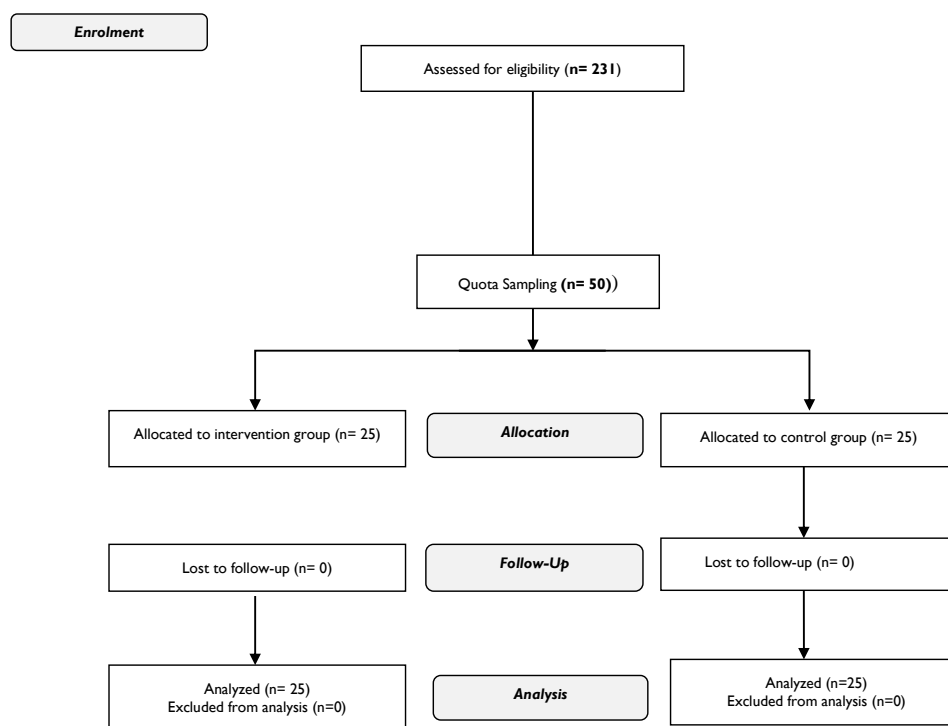 Enrolment
Assessed for eligibility (n= 231)
Quota Sampling (n= 50))
Allocated to intervention group (n= 25)
Allocation
Allocated to control group (n= 25)
Lost to follow-up (n= 0)
Follow-Up
Lost to follow-up (n= 0)
Analyzed (n= 25)
Excluded from analysis (n=0)
Analysis
Analyzed (n=25)
Excluded from analysis (n=0)